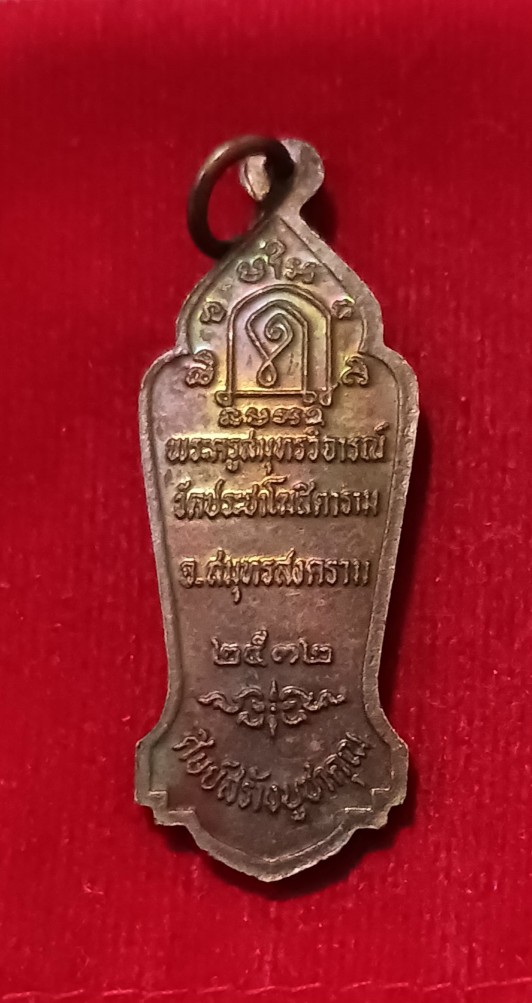 พระครูสมุทรวิจารณ์
วัดประชาโฆสิตาราม
จ.สมุทรสงคราม
๒๕๓๒
ศิษย์สร้างบูชาคุณ